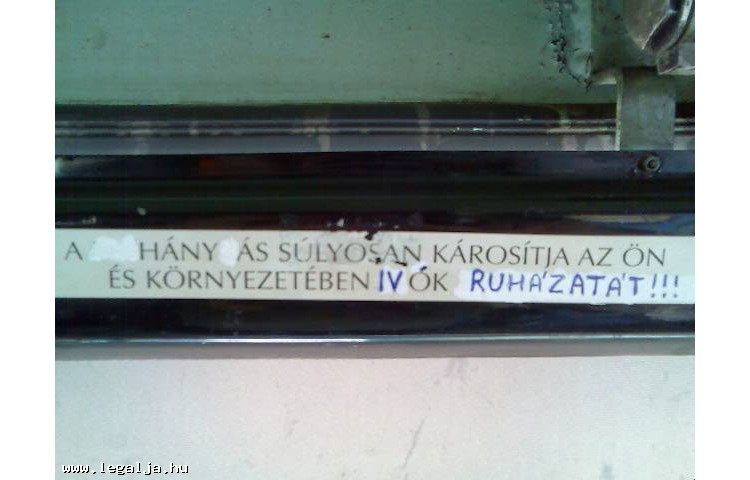 A HÁNY ÁS SÚLYOSAN KÁROSÍTJA AZ ÖN
ÉS KÖRNYEZETÉBEN IVÓK RUHÁZATÁT!!!
www.legalja.hu